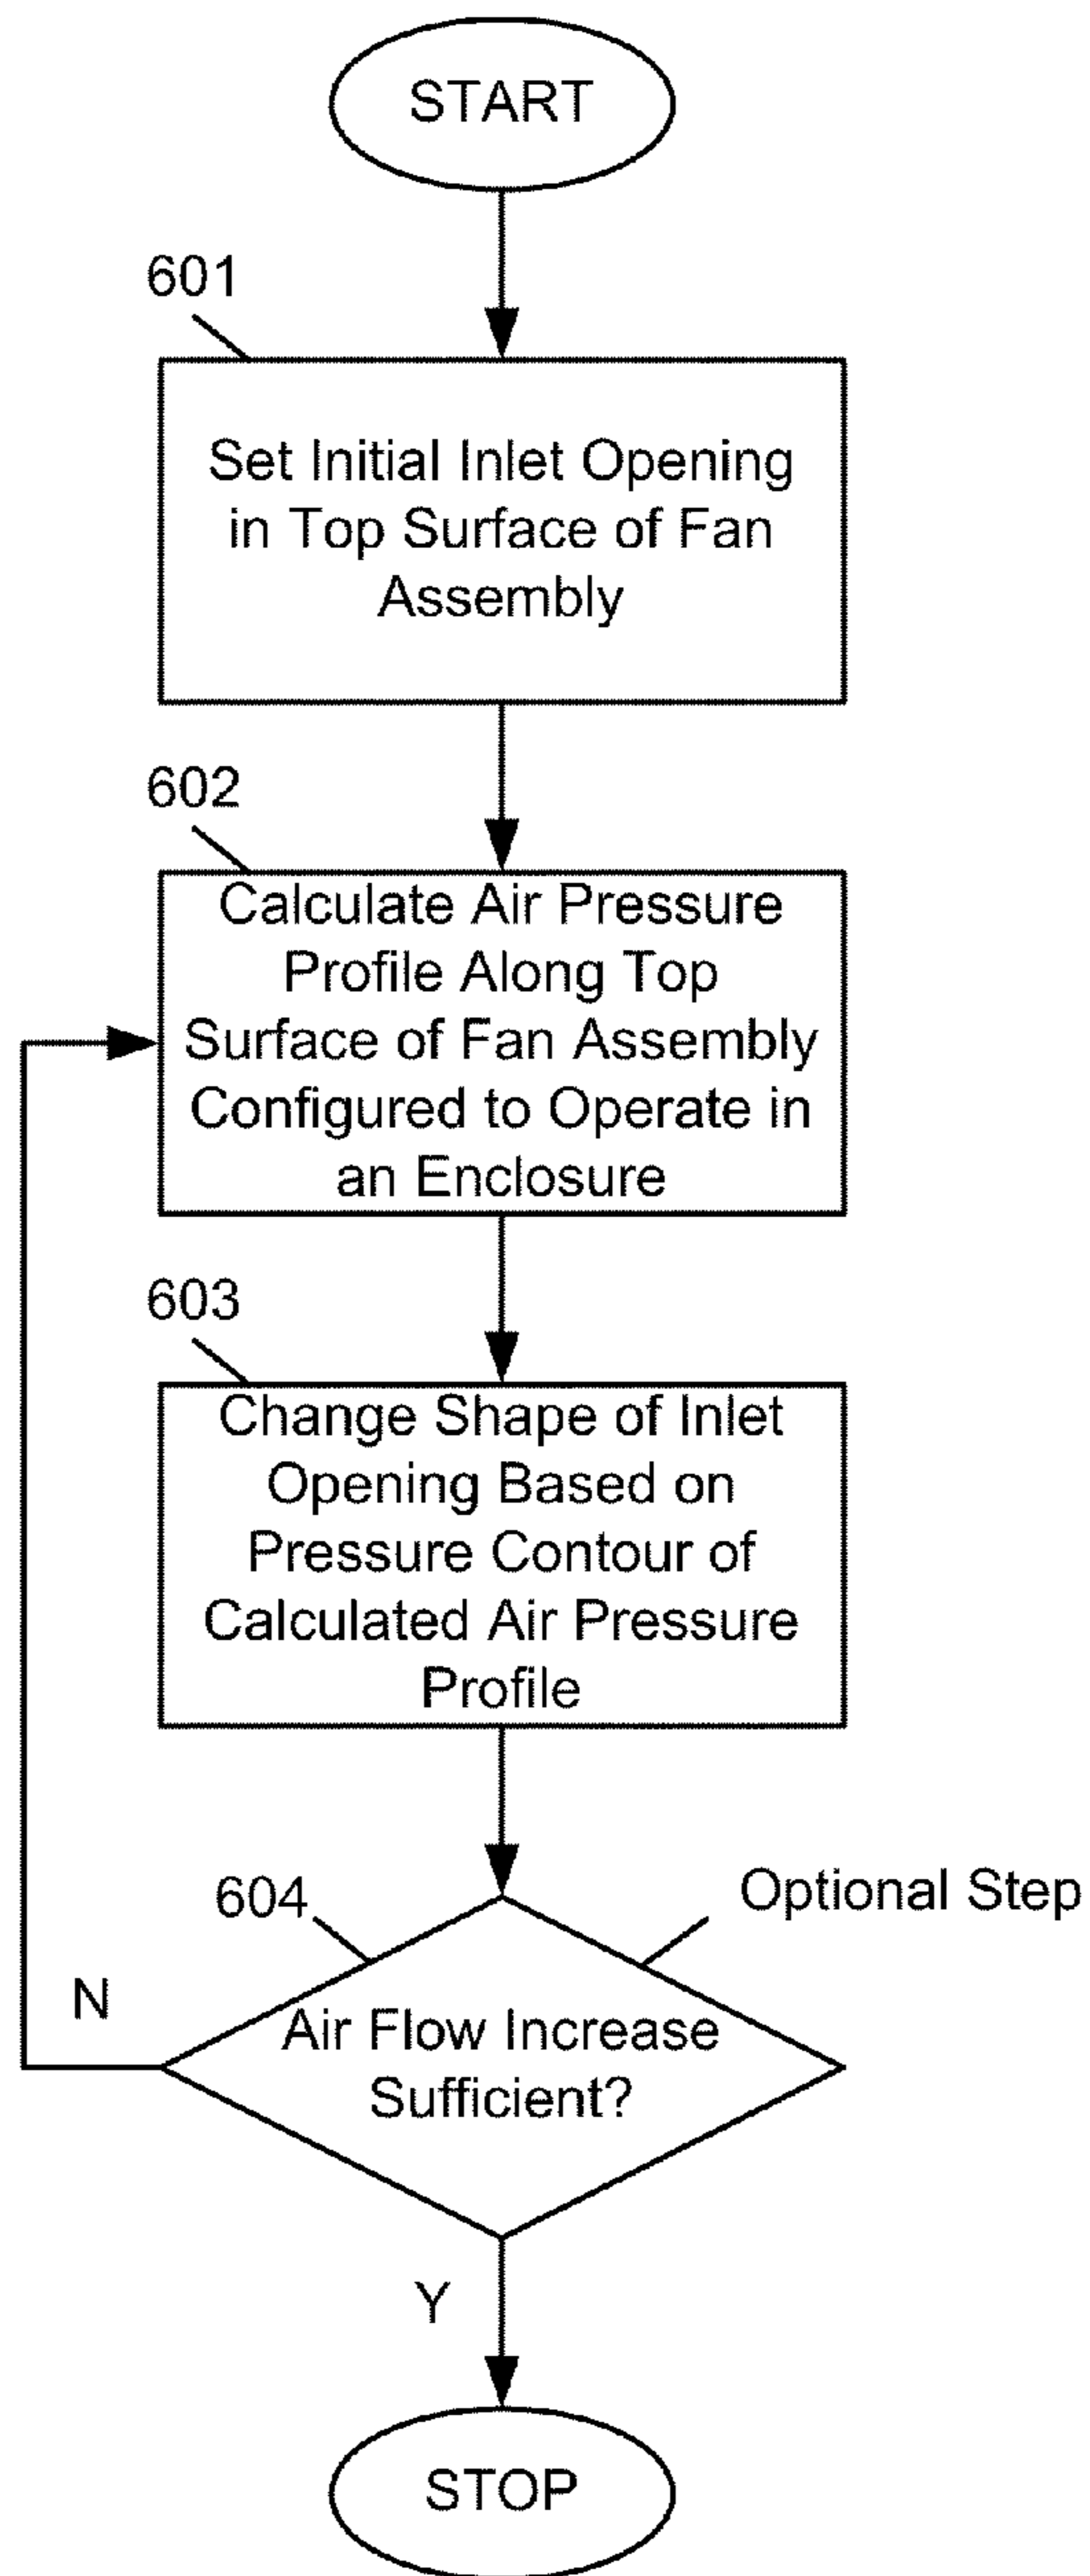 START
601
Set Initial Inlet Opening
in Top Surface of Fan
Assembly
602
Calculate Air Pressure
Profile Along Top
Surface of Fan Assembly
Configured to Operate in
an Enclosure
603
Change Shape of Inlet
Opening Based on
Pressure Contour of
Calculated Air Pressure
Profile
604
Optional Step
N
Air Flow Increase
Sufficient?
Y
STOP